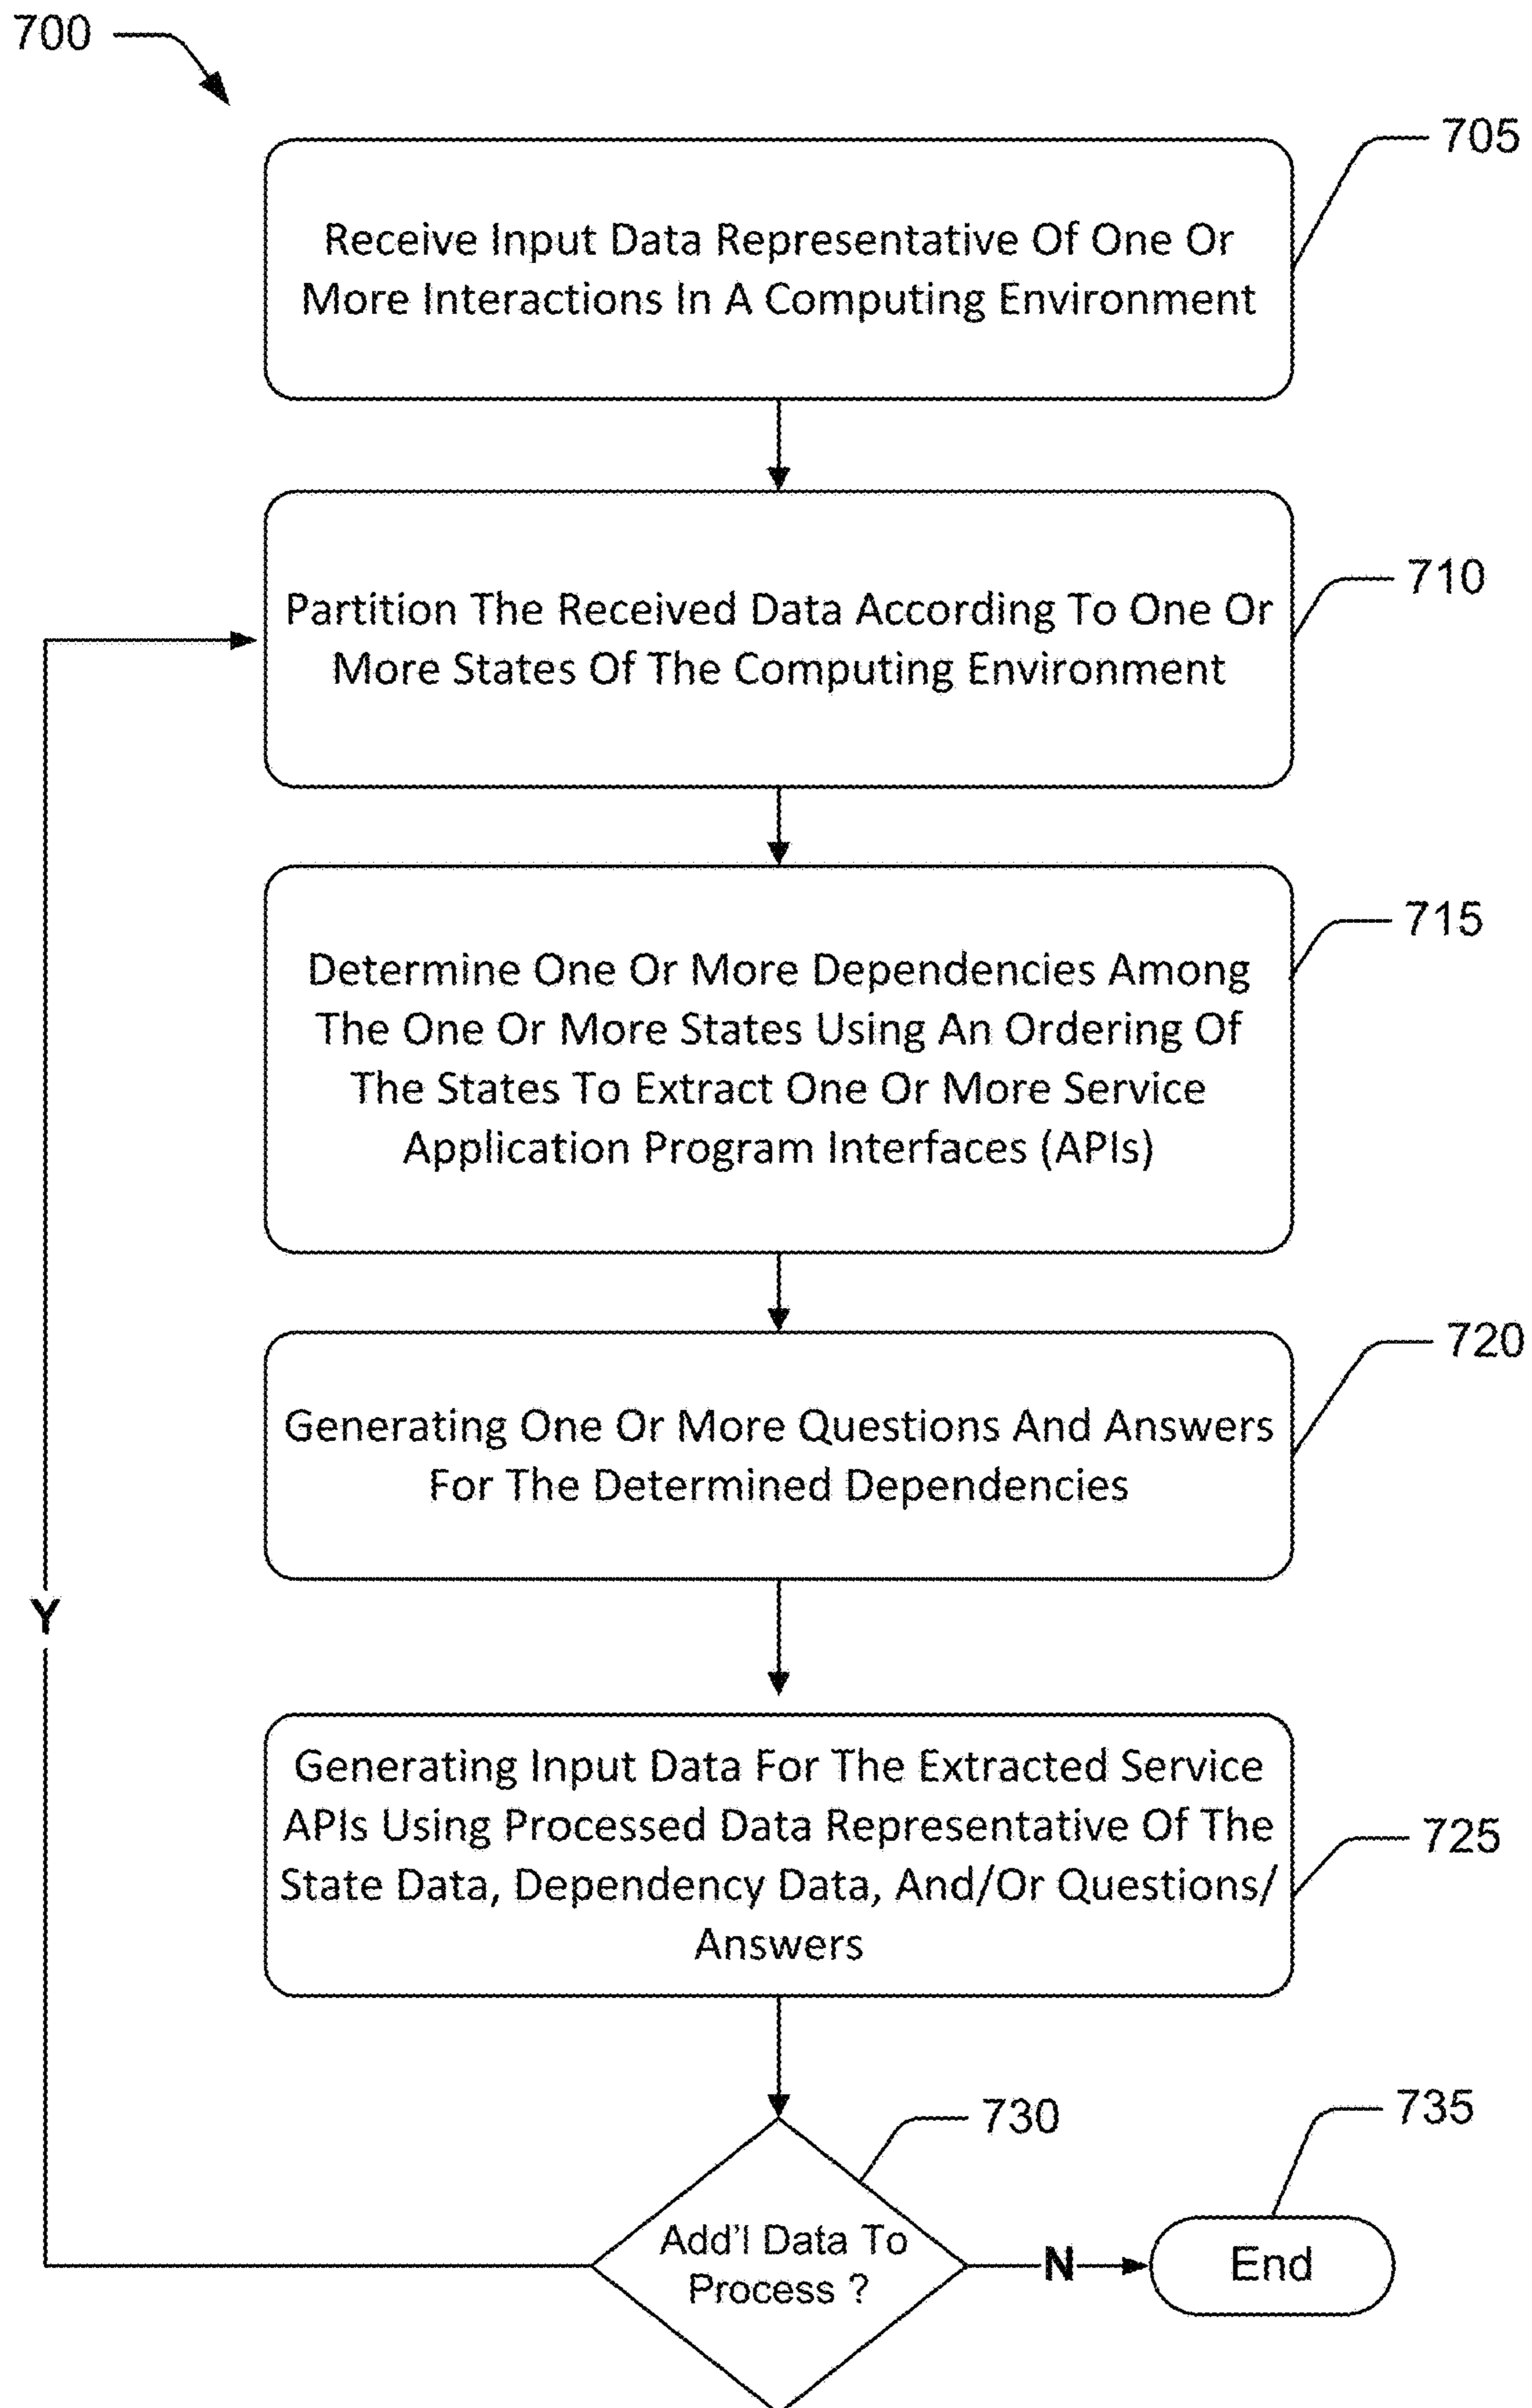 700
705
Receive Input Data Representative Of One Or
More Interactions In A Computing Environment
710
Partition The Received Data According To One Or
More States Of The Computing Environment
715
Determine One Or More Dependencies Among
The One Or More States Using An Ordering Of
The States To Extract One Or More Service
Application Program Interfaces (APIs)
720
Generating One Or More Questions And Answers
For The Determined Dependencies
Y
Generating Input Data For The Extracted Service
APIs Using Processed Data Representative Of The
State Data, Dependency Data, And/Or Questions/
Answers
725
730
735
Add'l Data To
Process ?
N
End